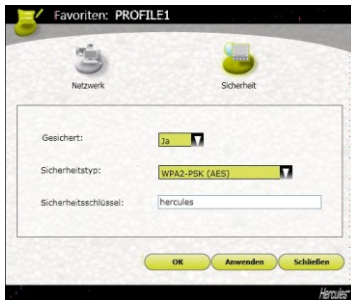 Favoriten: PROFILE1
Netzwerk Sicherheit
Gesichert: Ja
Sicherheitstyp: WPA2-PSK (AES)
Sicherheitsschlüssel: hercules
OK Anwenden Schließen
Hercules